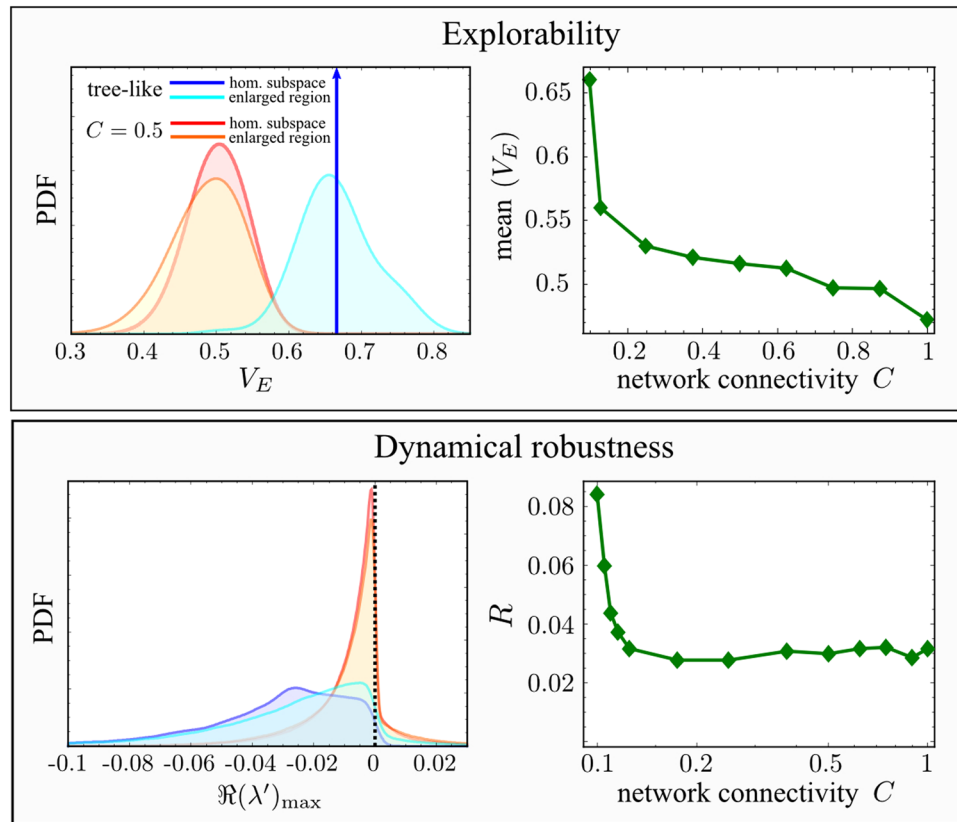 Explorability
tree-like
hom. subspace
enlarged region
C = 0.5
hom. subspace
enlarged region
PDF
0.3 0.4 0.5 0.6 0.7 0.8
V_E
mean (V_E)
0.65
0.6
0.55
0.5
0.2 0.4 0.6 0.8 1
network connectivity C
Dynamical robustness
PDF
-0.1 -0.06 -0.04 -0.02 0 0.02
ℜ(λ′)max
R
0.08
0.06
0.04
0.02
0.1 0.2 0.5 1
network connectivity C